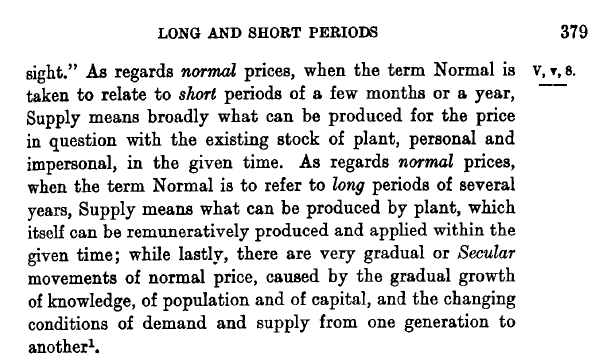 LONG AND SHORT PERIODS 379
sight." As regards normal prices, when the term Normal is V, v, 8.
taken to relate to short periods of a few months or a year,
Supply means broadly what can be produced for the price
in question with the existing stock of plant, personal and
impersonal, in the given time. As regards normal prices,
when the term Normal is to refer to long periods of several
years, Supply means what can be produced by plant, which
itself can be remuneratively produced and applied within the
given time; while lastly, there are very gradual or Secular
movements of normal price, caused by the gradual growth
of knowledge, of population and of capital, and the changing
conditions of demand and supply from one generation to
another¹.